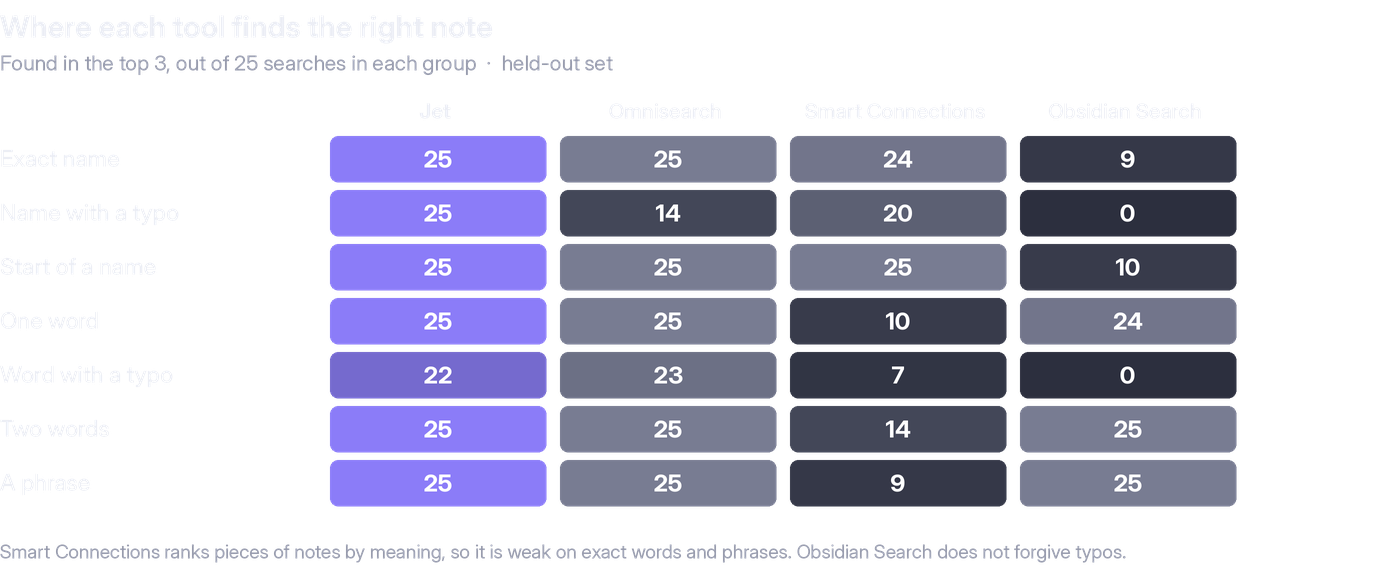 Where each tool finds the right note
Found in the top 3, out of 25 searches in each group · held-out set
Jet Omnisearch Smart Connections Obsidian Search
Exact name 25 25 24 9
Name with a typo 25 14 20 0
Start of a name 25 25 25 10
One word 25 25 10 24
Word with a typo 22 23 7 0
Two words 25 25 14 25
A phrase 25 25 9 25
Smart Connections ranks pieces of notes by meaning, so it is weak on exact words and phrases. Obsidian Search does not forgive typos.